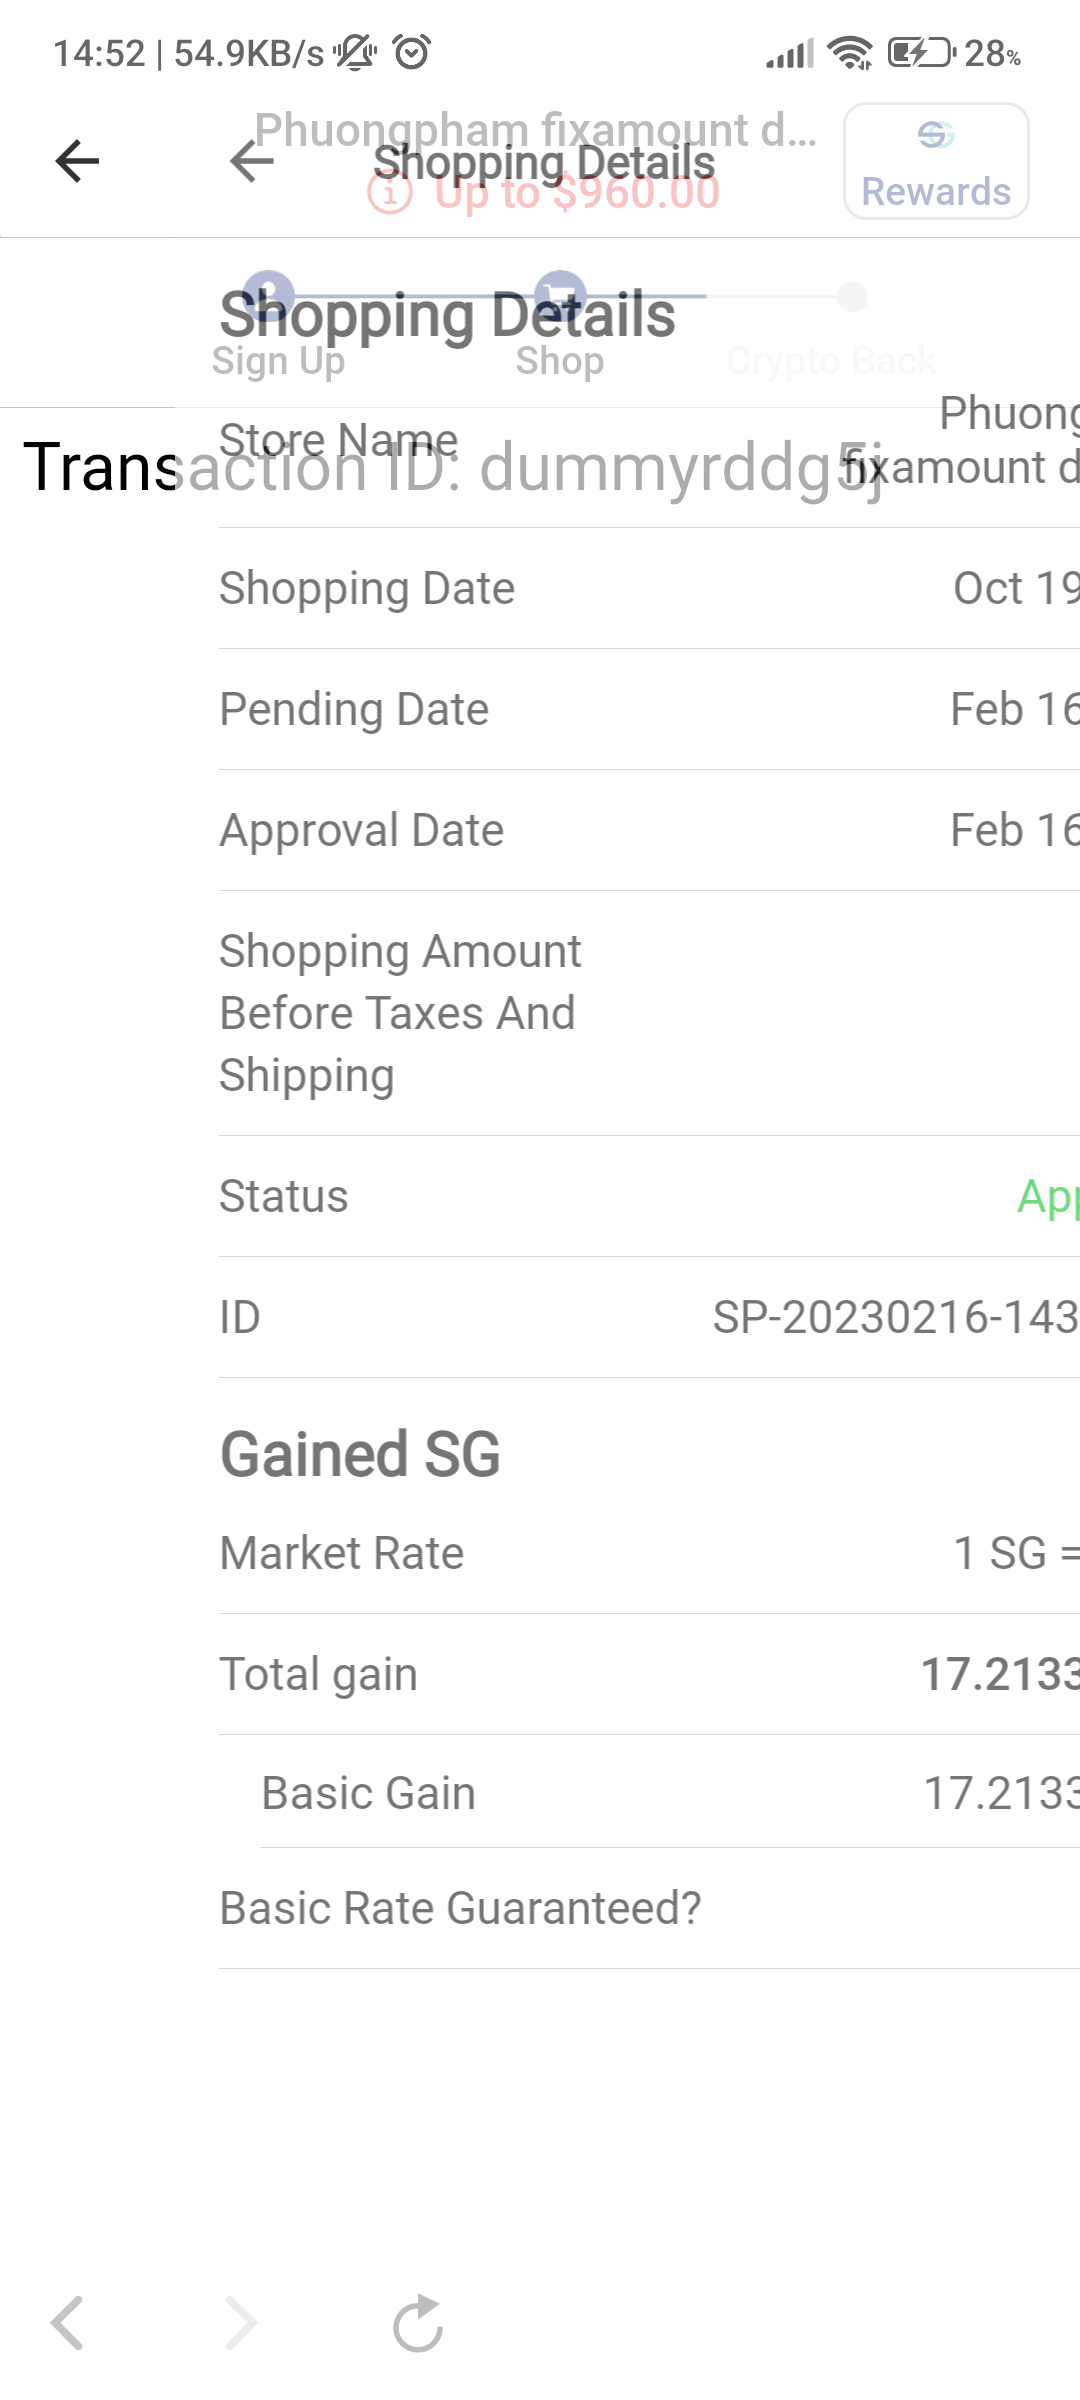 14:52 | 54.9KB/s 28%
Phuongpham fixamount d...
Shopping Details
Up to $960.00
Rewards
Shopping Details
Sign Up Shop Crypto Back
Store Name Phuong
fixamount d
Transaction ID: dummyrddg5j
Shopping Date Oct 19
Pending Date Feb 16
Approval Date Feb 16
Shopping Amount
Before Taxes And
Shipping
Status App
ID SP-20230216-143
Gained SG
Market Rate 1 SG =
Total gain 17.2133
Basic Gain 17.2133
Basic Rate Guaranteed?